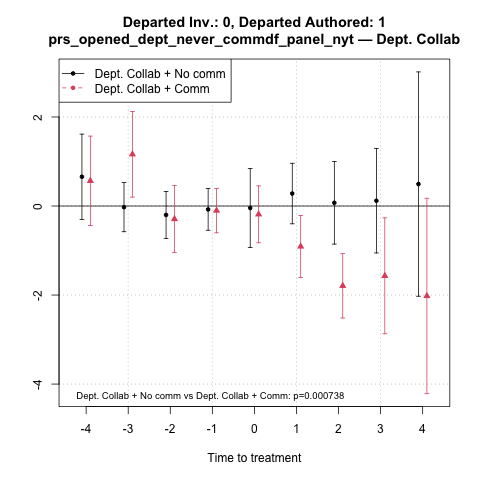 Departed Inv.: 0, Departed Authored: 1
prs_opened_dept_never_commdf_panel_nyt — Dept. Collab
Dept. Collab + No comm
Dept. Collab + Comm
2
0
-2
-4
Dept. Collab + No comm vs Dept. Collab + Comm: p=0.000738
-4 -3 -2 -1 0 1 2 3 4
Time to treatment